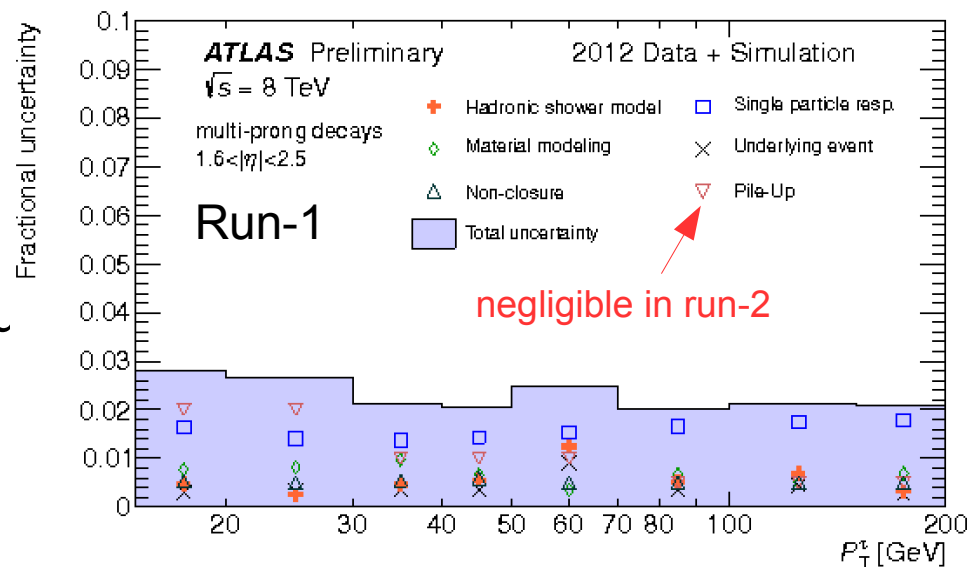 0.1
ATLAS Preliminary
2012 Data + Simulation
0.09
√s = 8 TeV
Hadronic shower model
Single particle resp.
0.08
multi-prong decays
Material modeling
Underlying event
1.6<|η|<2.5
0.07
Non-closure
Pile-Up
0.06
Run-1
Total uncertainty
Fractional uncertainty
0.05
0.04
negligible in run-2
0.03
0.02
0.01
0
20 30 40 50 60 70 80 100 200
P_T^τ [GeV]